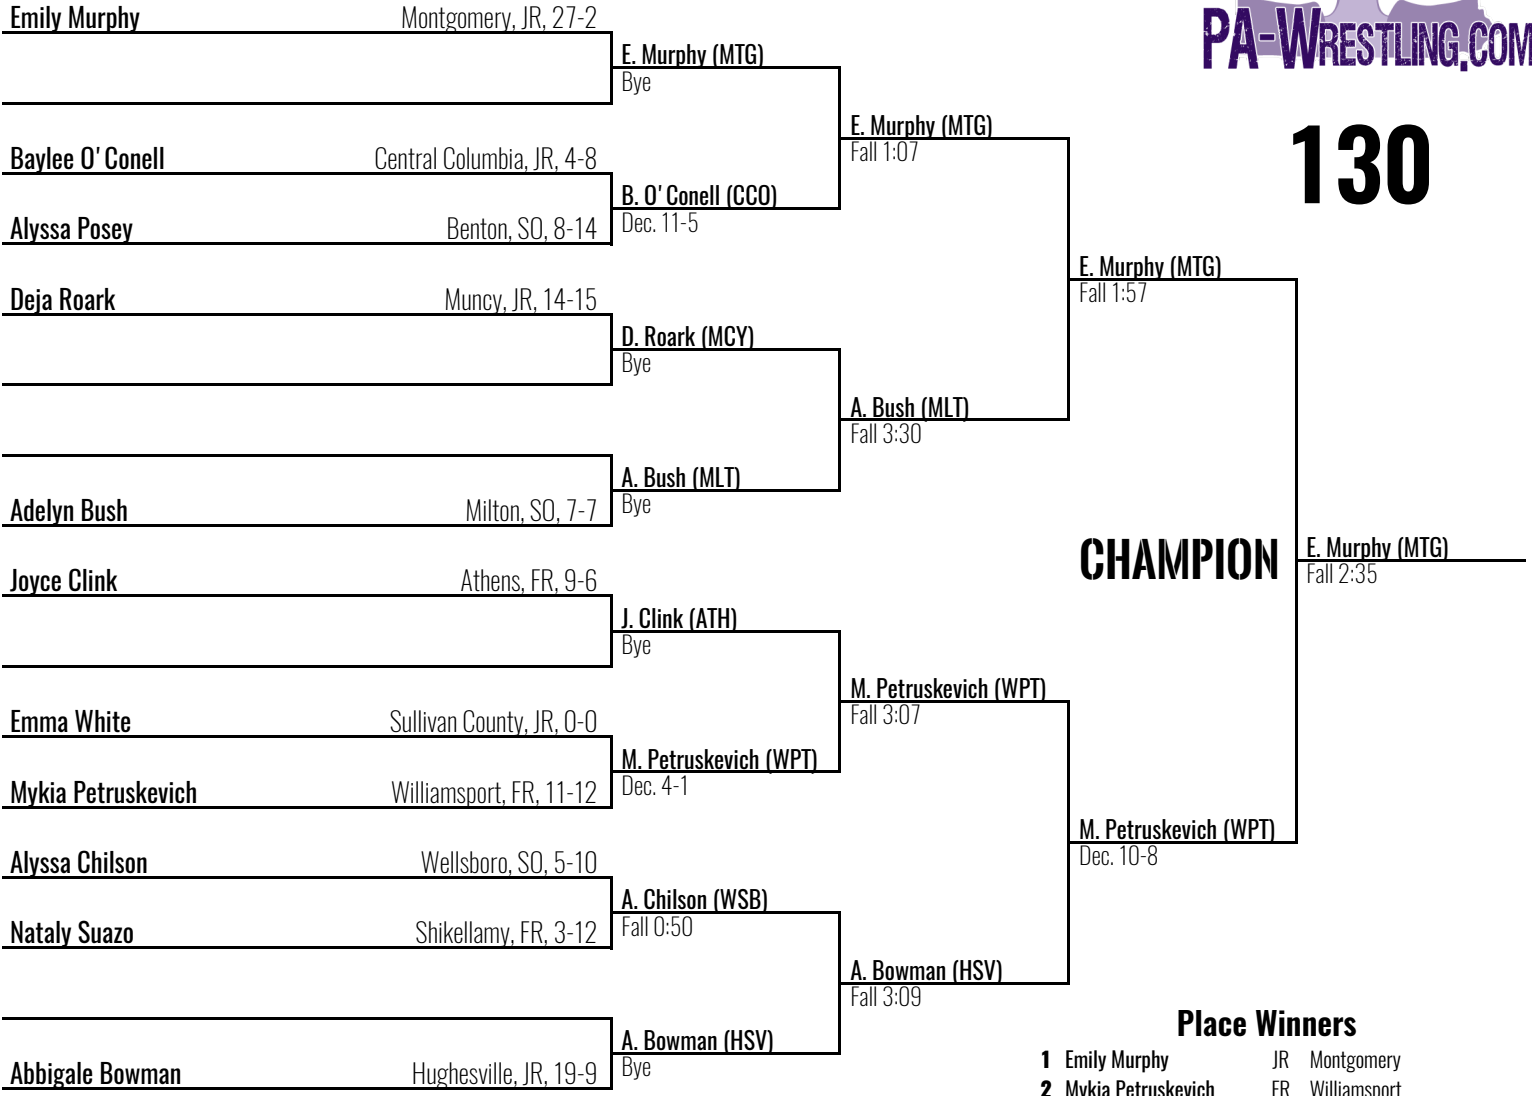 Emily Murphy Montgomery, JR, 27-2
PA-WRESTLING.COM
E. Murphy (MTG)
Bye
E. Murphy (MTG)
Fall 1:07
130
Baylee O'Conell Central Columbia, JR, 4-8
B. O'Conell (CCO)
Dec. 11-5
Alyssa Posey Benton, SO, 8-14
E. Murphy (MTG)
Fall 1:57
Deja Roark Muncy, JR, 14-15
D. Roark (MCY)
Bye
A. Bush (MLT)
Fall 3:30
A. Bush (MLT)
Bye
Adelyn Bush Milton, SO, 7-7
CHAMPION
E. Murphy (MTG)
Fall 2:35
Joyce Clink Athens, FR, 9-6
J. Clink (ATH)
Bye
M. Petruskevich (WPT)
Fall 3:07
Emma White Sullivan County, JR, 0-0
M. Petruskevich (WPT)
Dec. 4-1
Mykia Petruskevich Williamsport, FR, 11-12
M. Petruskevich (WPT)
Dec. 10-8
Alyssa Chilson Wellsboro, SO, 5-10
A. Chilson (WSB)
Fall 0:50
Nataly Suazo Shikellamy, FR, 3-12
A. Bowman (HSV)
Fall 3:09
A. Bowman (HSV)
Bye
Abbigale Bowman Hughesville, JR, 19-9
Place Winners
1 Emily Murphy JR Montgomery
2 Mykia Petruskevich FR Williamsport